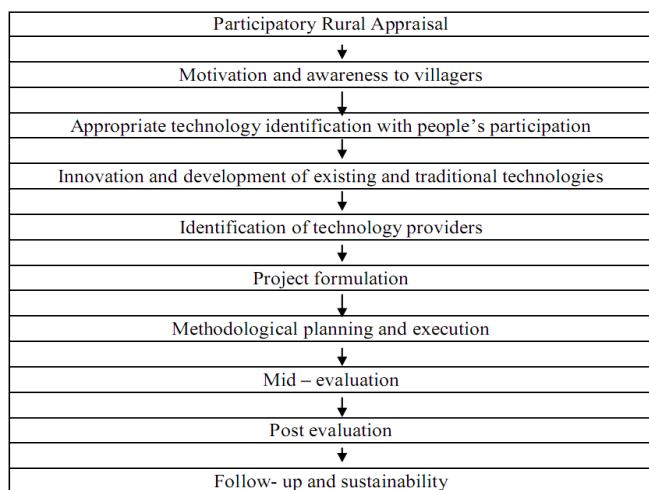 Participatory Rural Appraisal
Motivation and awareness to villagers
Appropriate technology identification with people's participation
Innovation and development of existing and traditional technologies
Identification of technology providers
Project formulation
Methodological planning and execution
Mid – evaluation
Post evaluation
Follow- up and sustainability